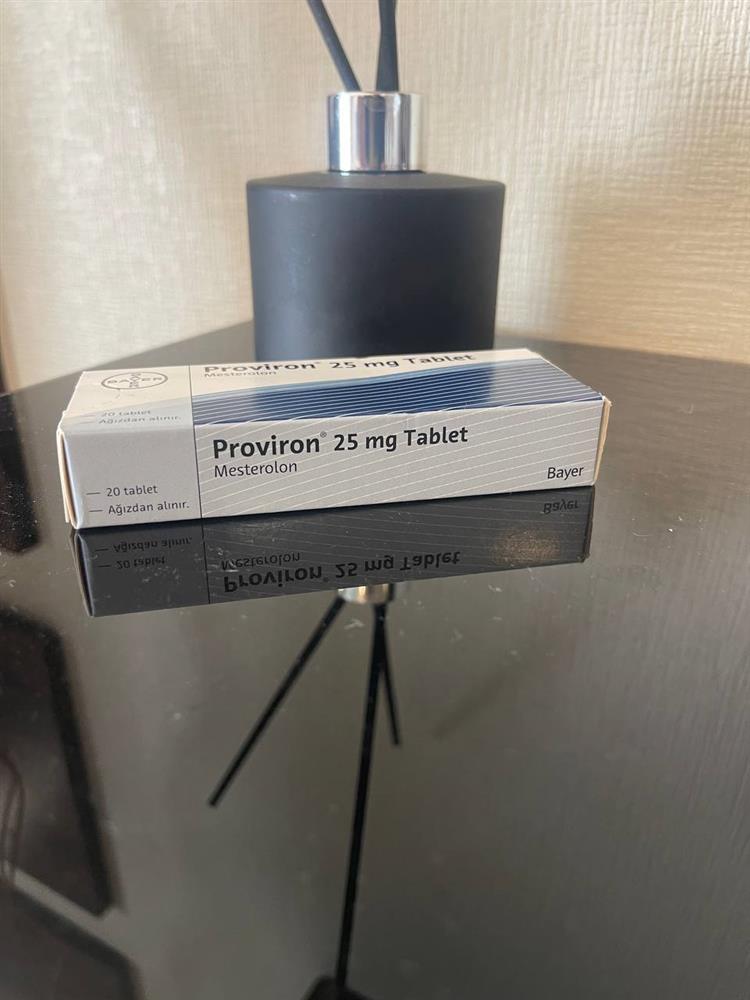 BAYER
Proviron® 25 mg Tablet
Mesterolon
— 20 tablet
— Ağızdan alınır.
Proviron® 25 mg Tablet
Mesterolon
— 20 tablet
— Ağızdan alınır.
Bayer